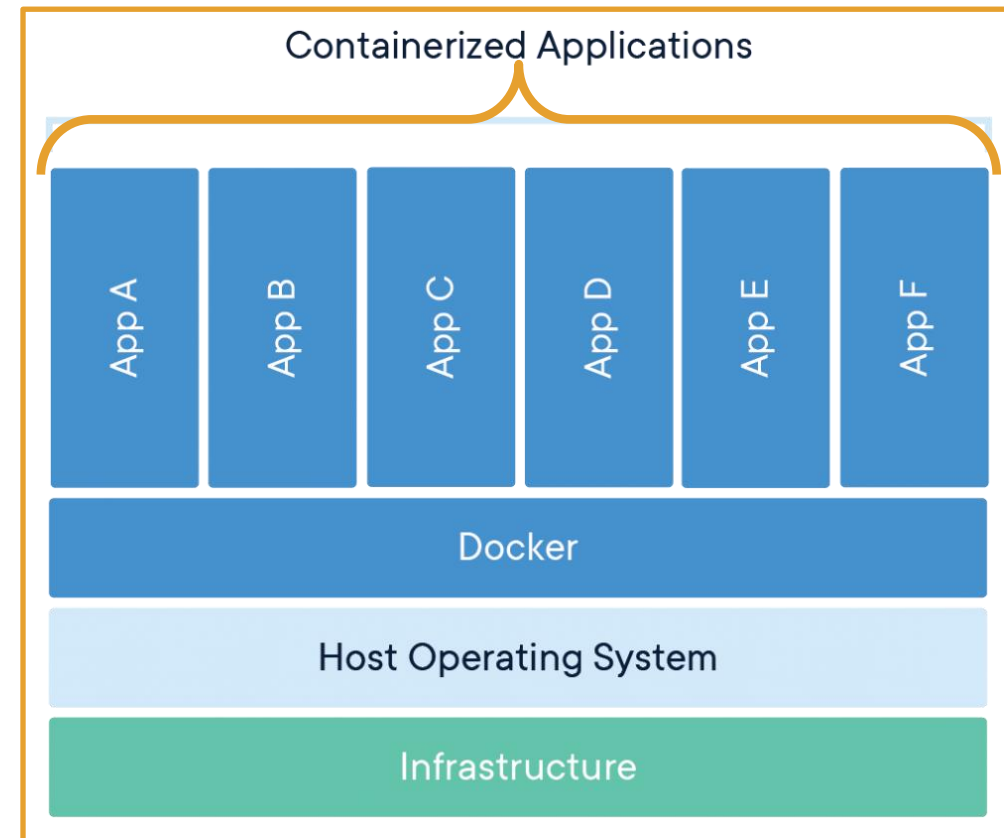 Containerized Applications
App A
App B
App C
App D
App E
App F
Docker
Host Operating System
Infrastructure